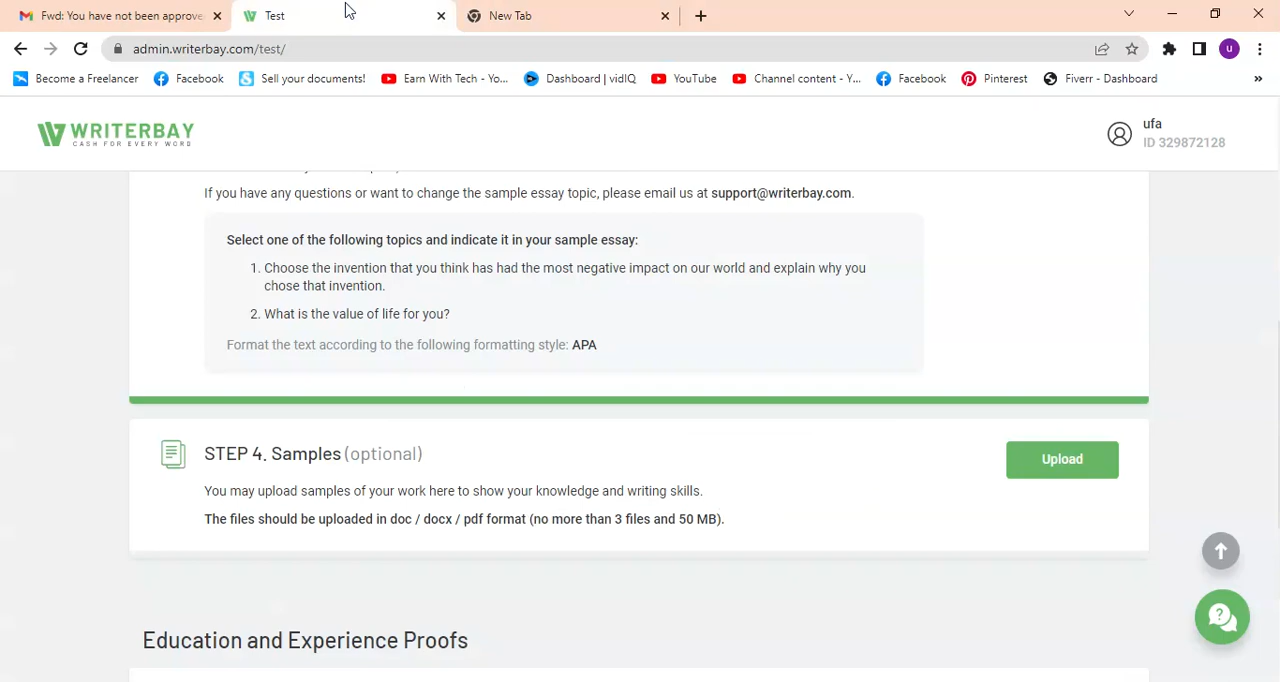 Fwd: You have not been approve
Test
New Tab
admin.writerbay.com/test/
u
Become a Freelancer
Facebook
Sell your documents!
Earn With Tech - Yo...
Dashboard | vidIQ
YouTube
Channel content - Y...
Facebook
Pinterest
Fiverr - Dashboard
»
WRITERBAY
CASH FOR EVERY WORD
ufa
ID 329872128
If you have any questions or want to change the sample essay topic, please email us at support@writerbay.com.
Select one of the following topics and indicate it in your sample essay:
1. Choose the invention that you think has had the most negative impact on our world and explain why you
chose that invention.
2. What is the value of life for you?
Format the text according to the following formatting style: APA
STEP 4. Samples (optional)
Upload
You may upload samples of your work here to show your knowledge and writing skills.
The files should be uploaded in doc / docx / pdf format (no more than 3 files and 50 MB).
Education and Experience Proofs